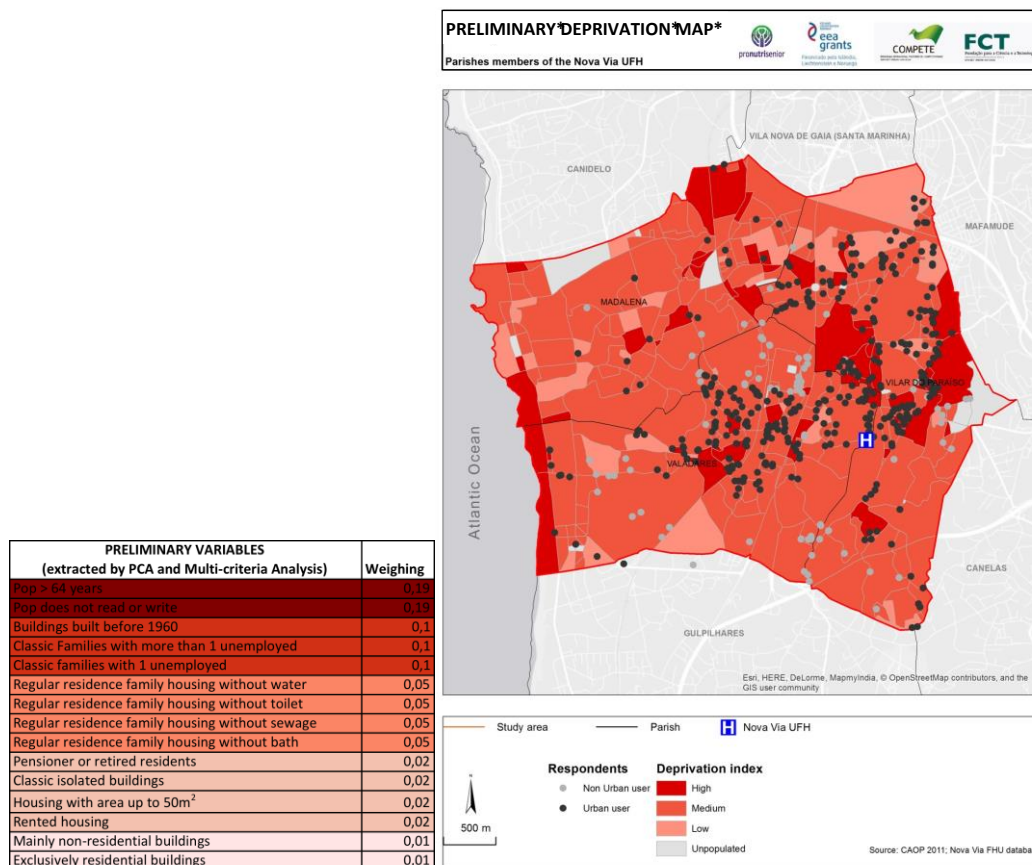 PRELIMINARY*DEPRIVATION*MAP*
Parishes members of the Nova Via UFH
pronutrisenior
eea
grants
COMPETE
FCT
VILA NOVA DE GAIA (SANTA MARINHA)
CANIDELO
MAFAMUDE
MADALENA
VILAR DO PARAISO
H
VALADARES
Atlantic Ocean
CANELAS
GULPILHARES
Esri, HERE, DeLorme, MapmyIndia, © OpenStreetMap contributors, and the
GIS user community
PRELIMINARY VARIABLES
(extracted by PCA and Multi-criteria Analysis) Weighing
Pop > 64 years 0,19
Pop does not read or write 0,19
Buildings built before 1960 0,1
Classic Families with more than 1 unemployed 0,1
Classic families with 1 unemployed 0,1
Regular residence family housing without water 0,05
Regular residence family housing without toilet 0,05
Regular residence family housing without sewage 0,05
Regular residence family housing without bath 0,05
Pensioner or retired residents 0,02
Classic isolated buildings 0,02
Housing with area up to 50m² 0,02
Rented housing 0,02
Mainly non-residential buildings 0,01
Exclusively residential buildings 0,01
Study area Parish H Nova Via UFH
Respondents Deprivation index
Non Urban user High
Urban user Medium
Low
Unpopulated
500 m
Source: CAOP 2011; Nova Via FHU databa